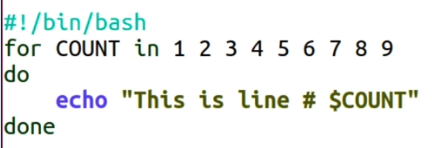 #!/bin/bash
for COUNT in 1 2 3 4 5 6 7 8 9
do
    echo "This is line # $COUNT"
done